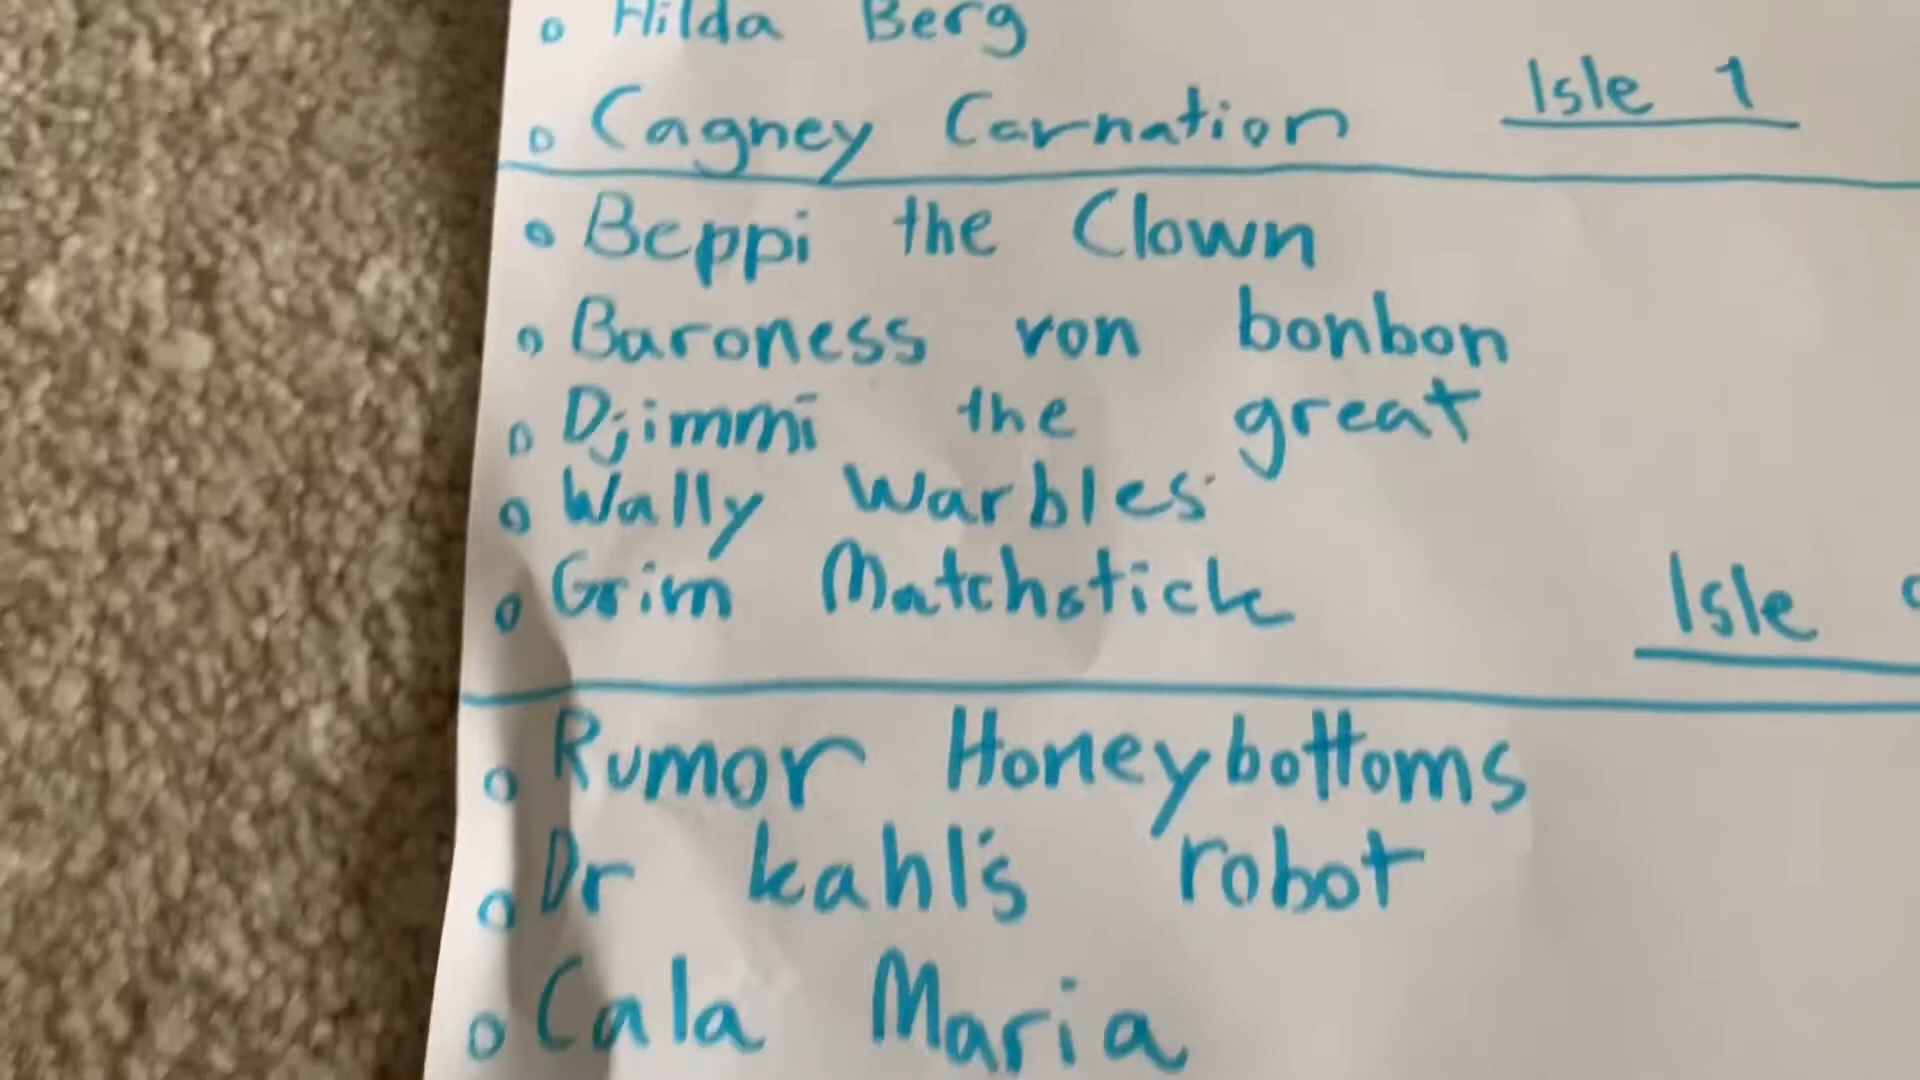 Hilda Berg
Cagney Carnation
Isle 1
Beppi the Clown
Baroness von bonbon
Djimmi the great
Wally Warbles
Grim Matchstick
Isle
Rumor Honeybottoms
Dr kahl's robot
Cala Maria